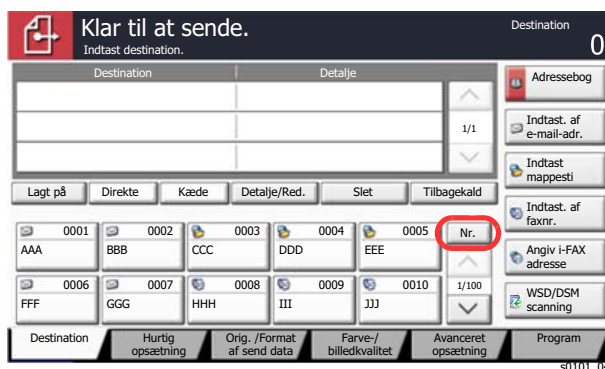 Klar til at sende.
Indtast destination.
Destination
0
Destination
Detalje
1/1
Adressebog
Indtast. af
e-mail-adr.
Indtast
mappesti
Indtast. af
faxnr.
Angiv i-FAX
adresse
WSD/DSM
scanning
Lagt på
Direkte
Kæde
Detalje/Red.
Slet
Tilbagekald
0001
AAA
0002
BBB
0003
CCC
0004
DDD
0005
EEE
Nr.
0006
FFF
0007
GGG
0008
HHH
0009
III
0010
JJJ
1/100
Destination
Hurtig
opsætning
Orig. /Format
af send data
Farve-/
billedkvalitet
Avanceret
opsætning
Program